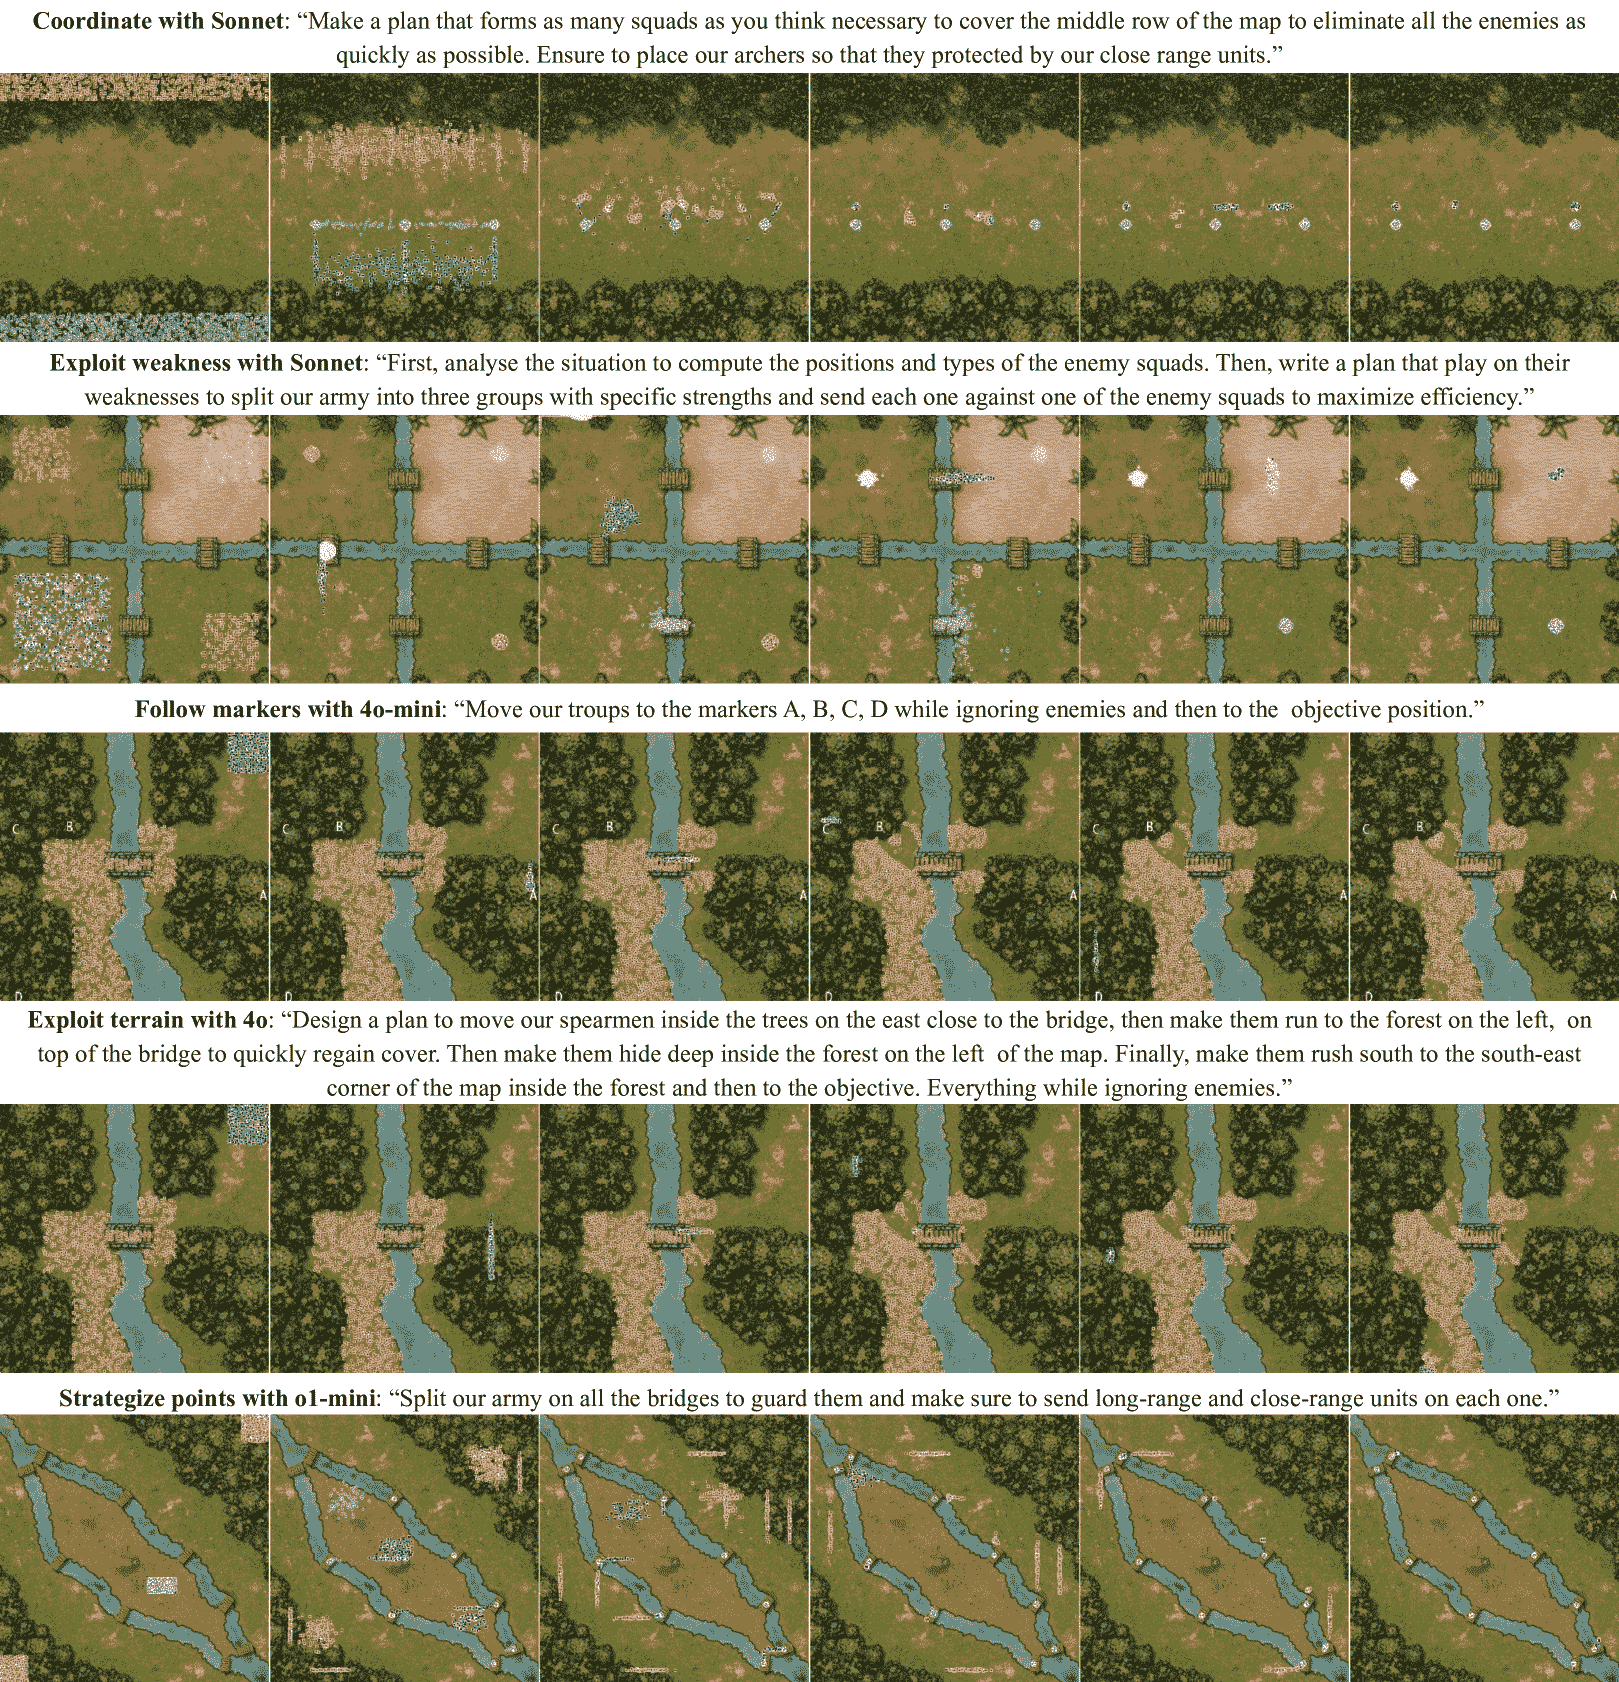 Coordinate with Sonnet: “Make a plan that forms as many squads as you think necessary to cover the middle row of the map to eliminate all the enemies as
quickly as possible. Ensure to place our archers so that they protected by our close range units.”
Exploit weakness with Sonnet: “First, analyse the situation to compute the positions and types of the enemy squads. Then, write a plan that play on their
weaknesses to split our army into three groups with specific strengths and send each one against one of the enemy squads to maximize efficiency.”
Follow markers with 4o-mini: “Move our troups to the markers A, B, C, D while ignoring enemies and then to the objective position.”
C B C B C B C B C B C B
A A A A A A
D D D D D D
Exploit terrain with 4o: “Design a plan to move our spearmen inside the trees on the east close to the bridge, then make them run to the forest on the left, on
top of the bridge to quickly regain cover. Then make them hide deep inside the forest on the left of the map. Finally, make them rush south to the south-east
corner of the map inside the forest and then to the objective. Everything while ignoring enemies.”
Strategize points with o1-mini: “Split our army on all the bridges to guard them and make sure to send long-range and close-range units on each one.”